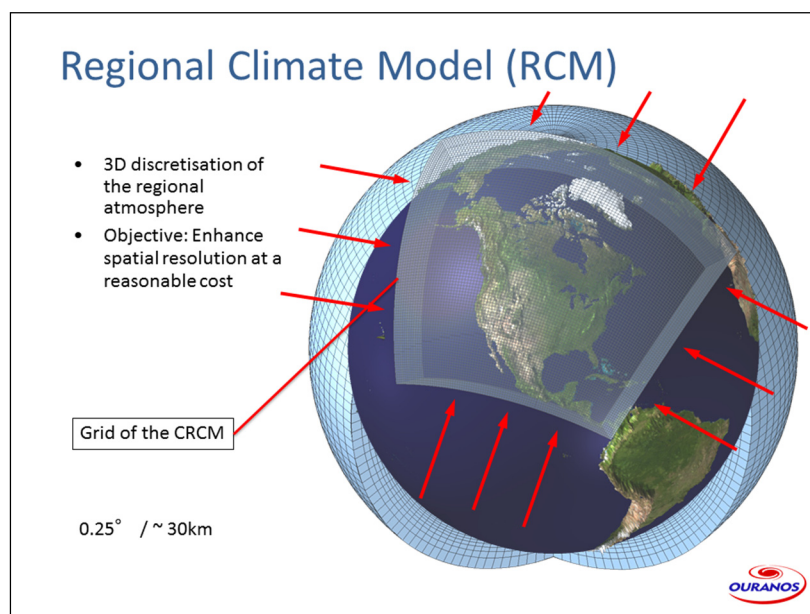 Regional Climate Model (RCM)
• 3D discretisation of
the regional
atmosphere
• Objective: Enhance
spatial resolution at a
reasonable cost
Grid of the CRCM
0.25° / ~ 30km
OURANOS